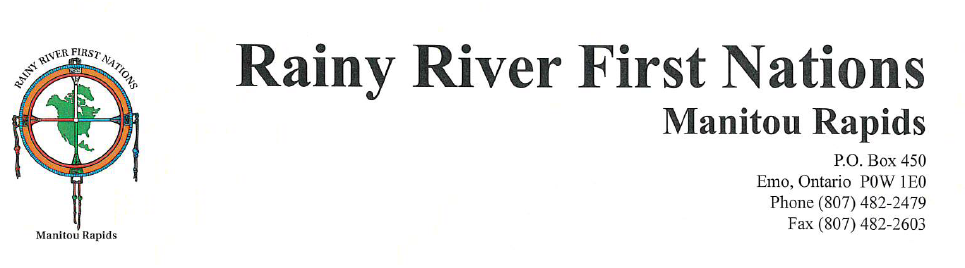 RAINY RIVER FIRST NATIONS
Manitou Rapids
Rainy River First Nations
Manitou Rapids
P.O. Box 450
Emo, Ontario P0W 1E0
Phone (807) 482-2479
Fax (807) 482-2603